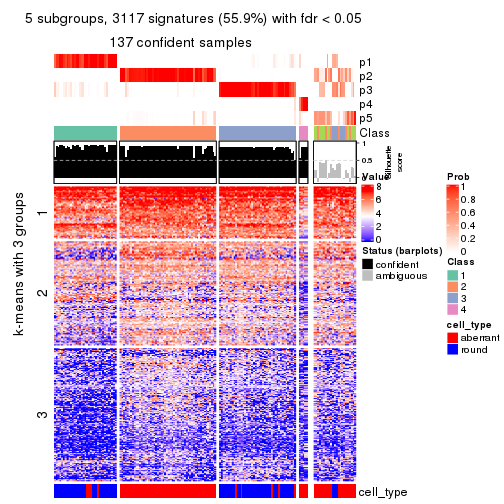 5 subgroups, 3117 signatures (55.9%) with fdr < 0.05
137 confident samples
p1
p2
p3
p4
p5
Class
1
0.5
0
Silhouette
score
k-means with 3 groups
1
2
3
cell_type
Value
8
6
4
2
0
Status (barplots)
confident
ambiguous
Prob
1
0.8
0.6
0.4
0.2
0
Class
1
2
3
4
cell_type
aberrant
round